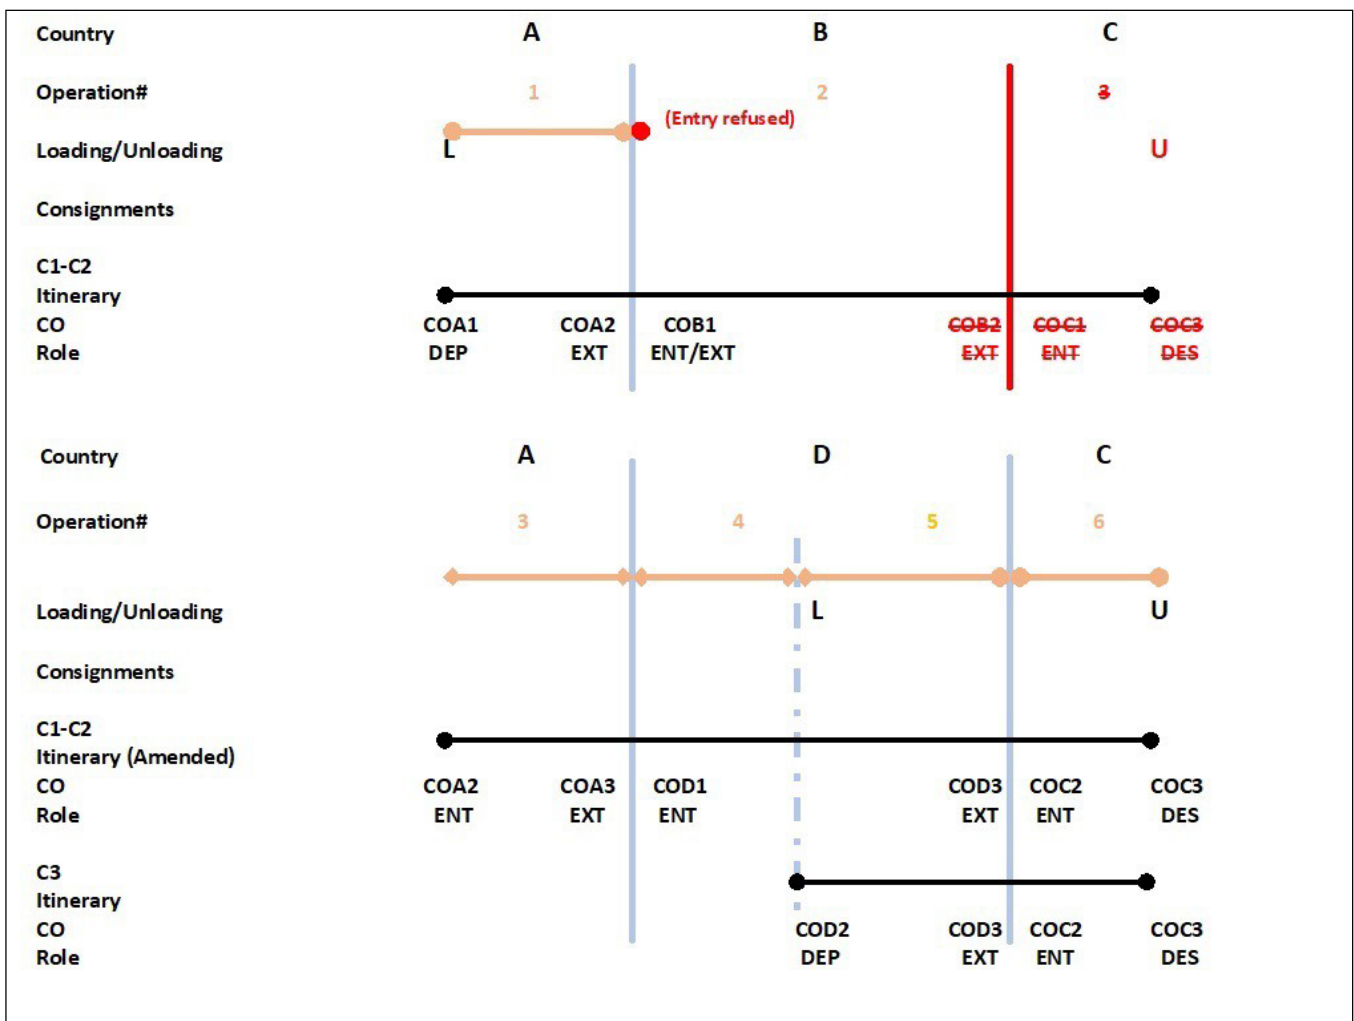 Country A B C
Operation# 1 2 3
(Entry refused)
Loading/Unloading L U
Consignments
C1-C2
Itinerary
CO COA1 COA2 COB1 COB2 COC1 COC3
Role DEP EXT ENT/EXT EXT ENT DES
Country A D C
Operation# 3 4 5 6
Loading/Unloading L U
Consignments
C1-C2
Itinerary (Amended)
CO COA2 COA3 COD1 COD3 COC2 COC3
Role ENT EXT ENT EXT ENT DES
C3
Itinerary
CO COD2 COD3 COC2 COC3
Role DEP EXT ENT DES